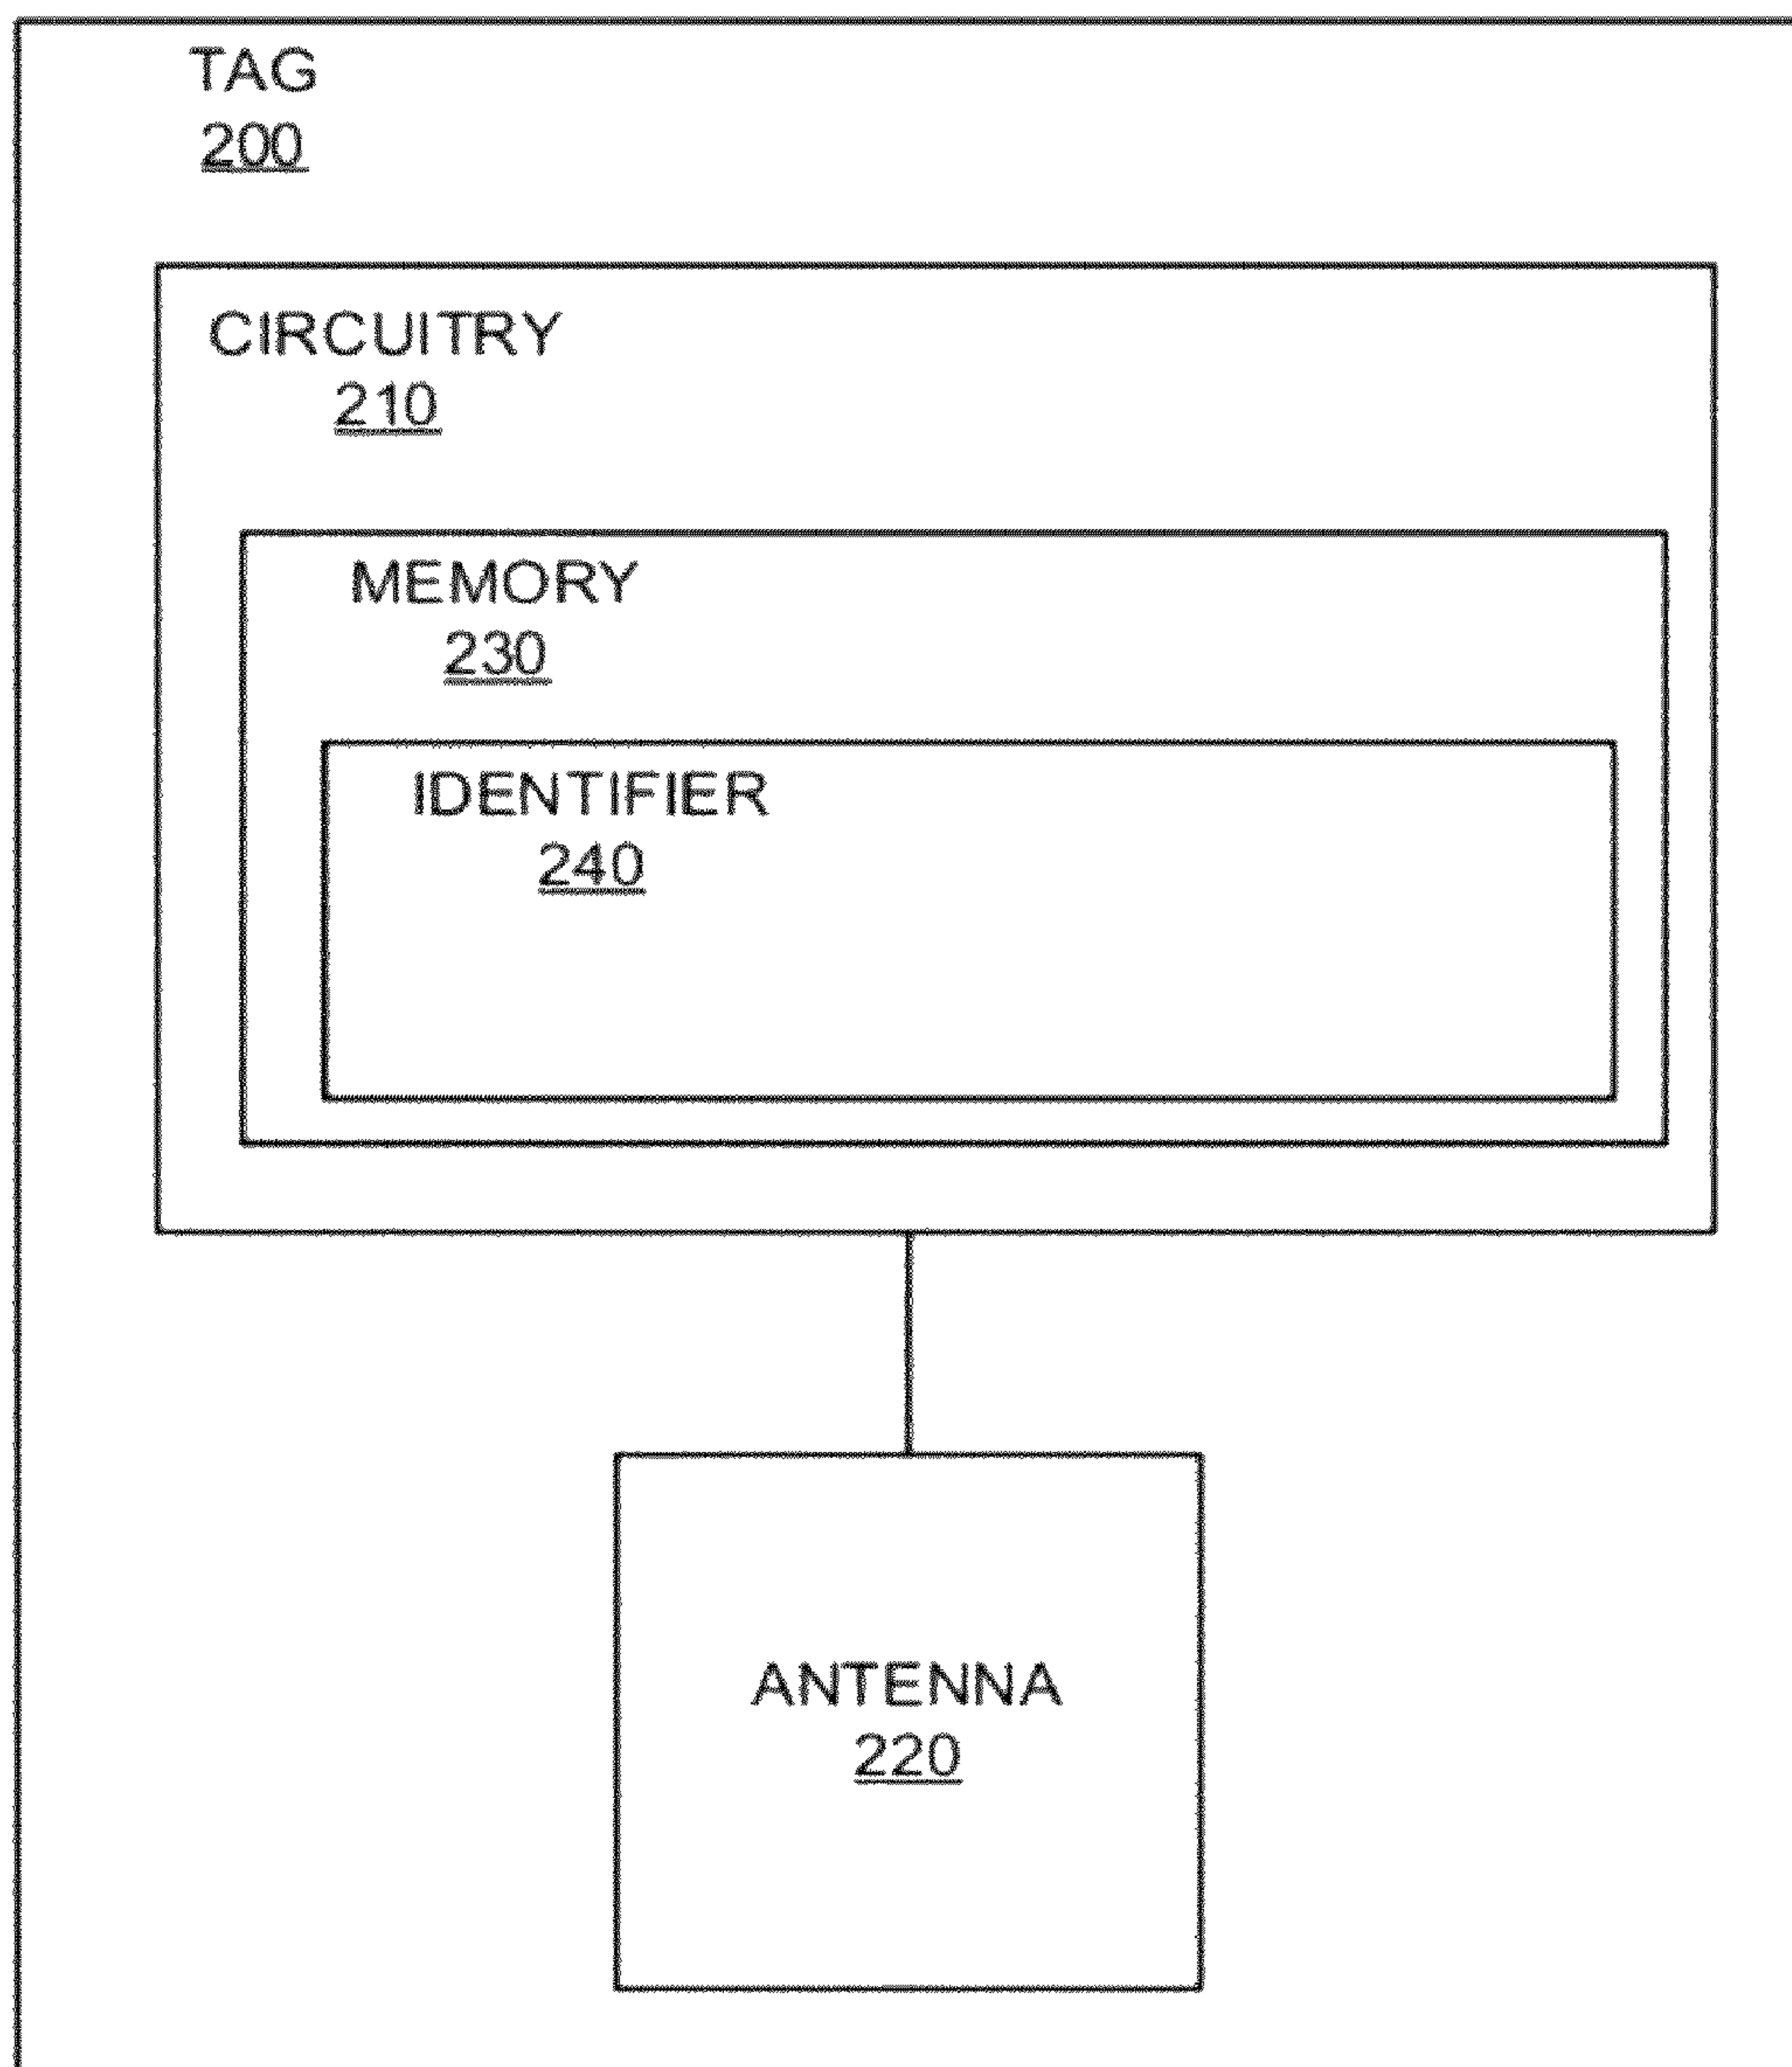 TAG
200
CIRCUITRY
210
MEMORY
230
IDENTIFIER
240
ANTENNA
220